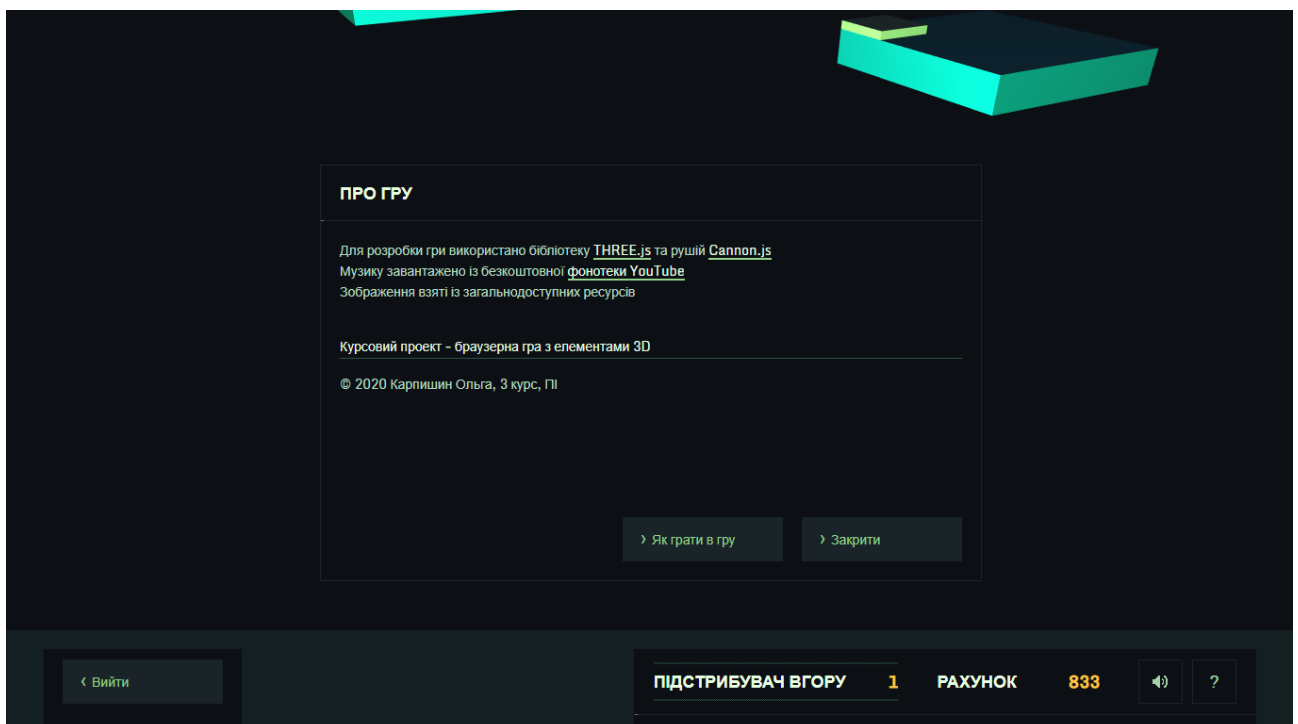 ПРО ГРУ
Для розробки гри використано бібліотеку THREE.js та рушій Cannon.js
Музику завантажено із безкоштовної фонотеки YouTube
Зображення взяті із загальнодоступних ресурсів
Курсовий проект - браузерна гра з елементами 3D
© 2020 Карпишин Ольга, 3 курс, ПІ
› Як грати в гру › Закрити
‹ Вийти ПІДСТРИБУВАЧ ВГОРУ 1 РАХУНОК 833 ?